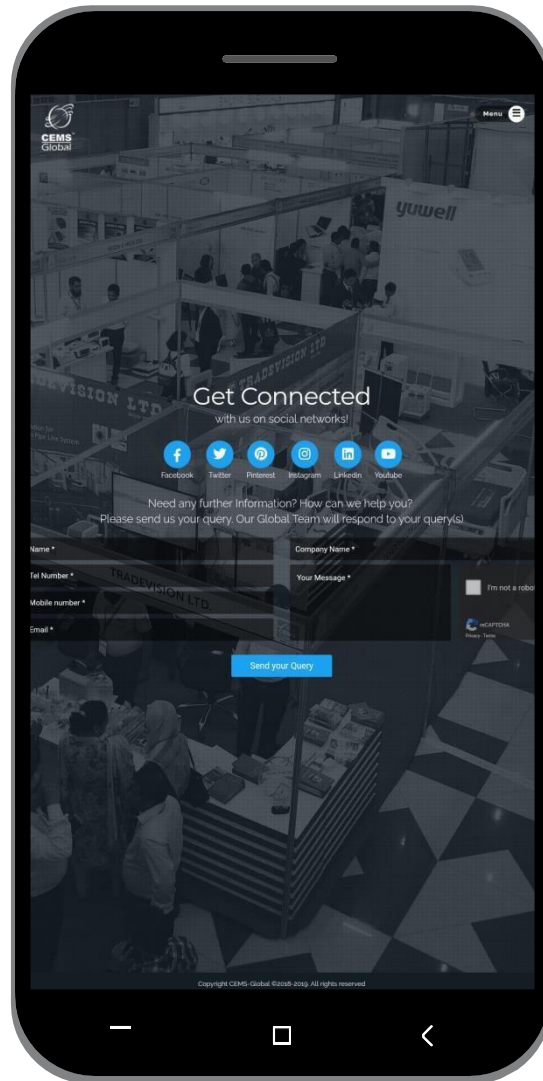 CEMS
Global
Menu
yuwell
TRADEVISION LTD
Get Connected
with us on social networks!
Facebook
Twitter
Pinterest
Instagram
Linkedin
Youtube
Need any further Information? How can we help you?
Please send us your query. Our Global Team will respond to your query(s)
Name *
Company Name *
Tel Number *
Your Message *
I'm not a robot
TRADEVISION LTD
Mobile number *
reCAPTCHA
Privacy - Terms
Email *
Send your Query
Copyright CEMS-Global ©2018-2019. All rights reserved